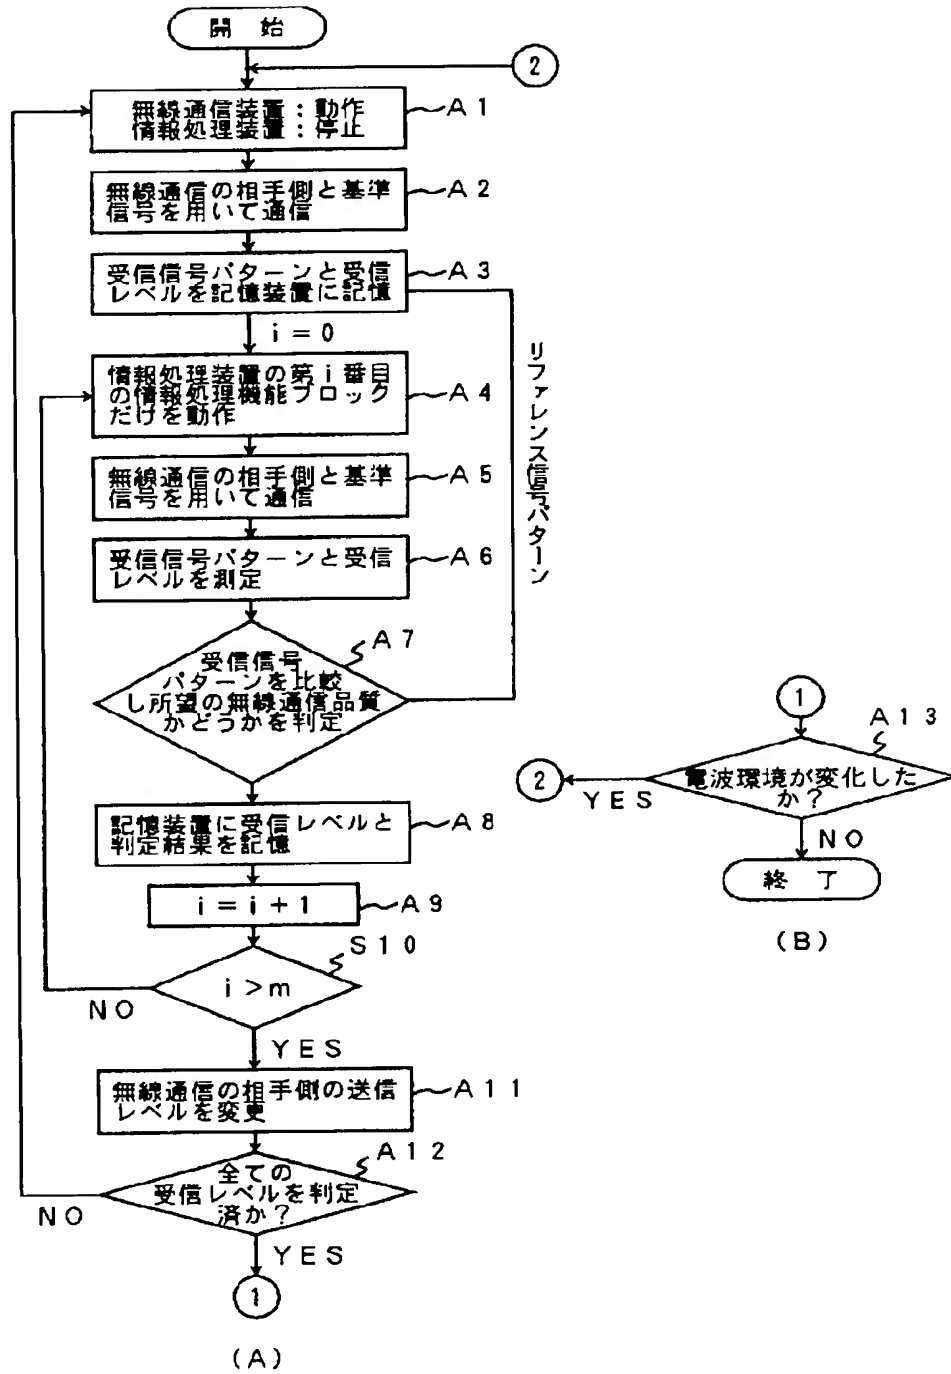 開 始
②
無線通信装置：動作
情報処理装置：停止
A1
無線通信の相手側と基準
信号を用いて通信
A2
受信信号パターンと受信
レベルを記憶装置に記憶
A3
i＝0
リファレンス信号パターン
情報処理装置の第i番目
の情報処理機能ブロック
だけを動作
A4
無線通信の相手側と基準
信号を用いて通信
A5
受信信号パターンと受信
レベルを測定
A6
A7
受信信号
パターンを比較
し所望の無線通信品質
かどうかを判定
記憶装置に受信レベルと
判定結果を記憶
A8
i＝i＋1
A9
S10
i＞m
NO
YES
無線通信の相手側の送信
レベルを変更
A11
A12
全ての
受信レベルを判定
済か？
NO
YES
①
(A)
①
A13
電波環境が変化した
か？
②
YES
NO
終 了
(B)